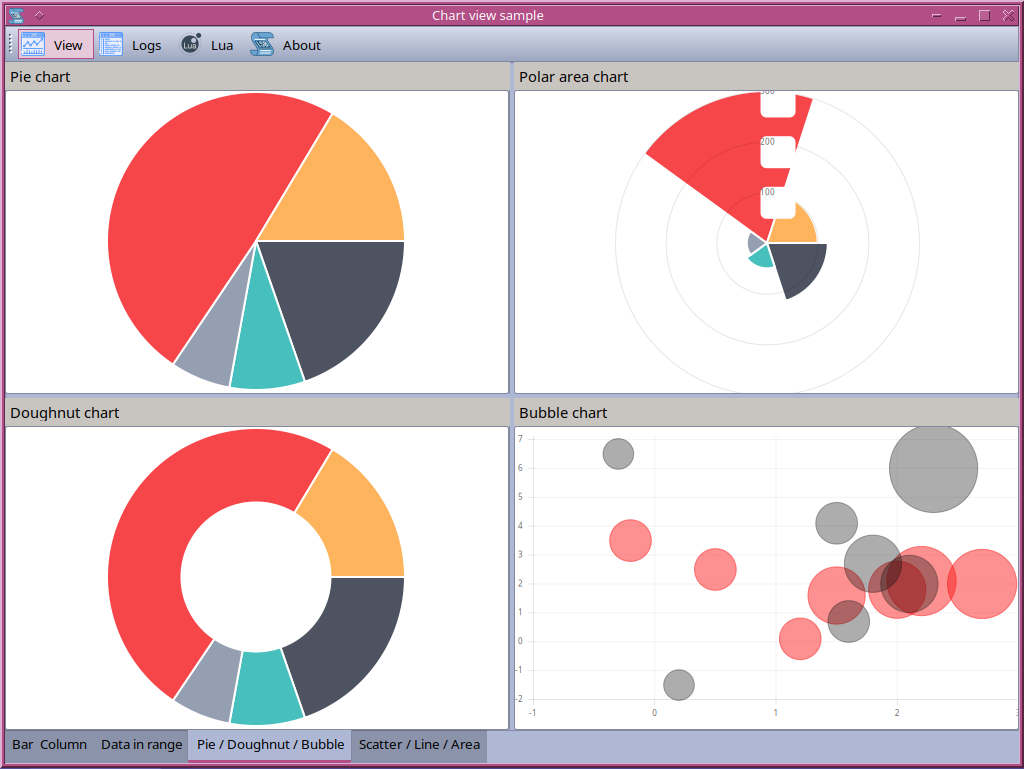 Chart view sample
View Logs Lua About
Pie chart
Polar area chart
300
200
100
Doughnut chart
Bubble chart
7
6
5
4
3
2
1
0
-1
-2
-1 0 1 2 3
Bar Column Data in range Pie / Doughnut / Bubble Scatter / Line / Area